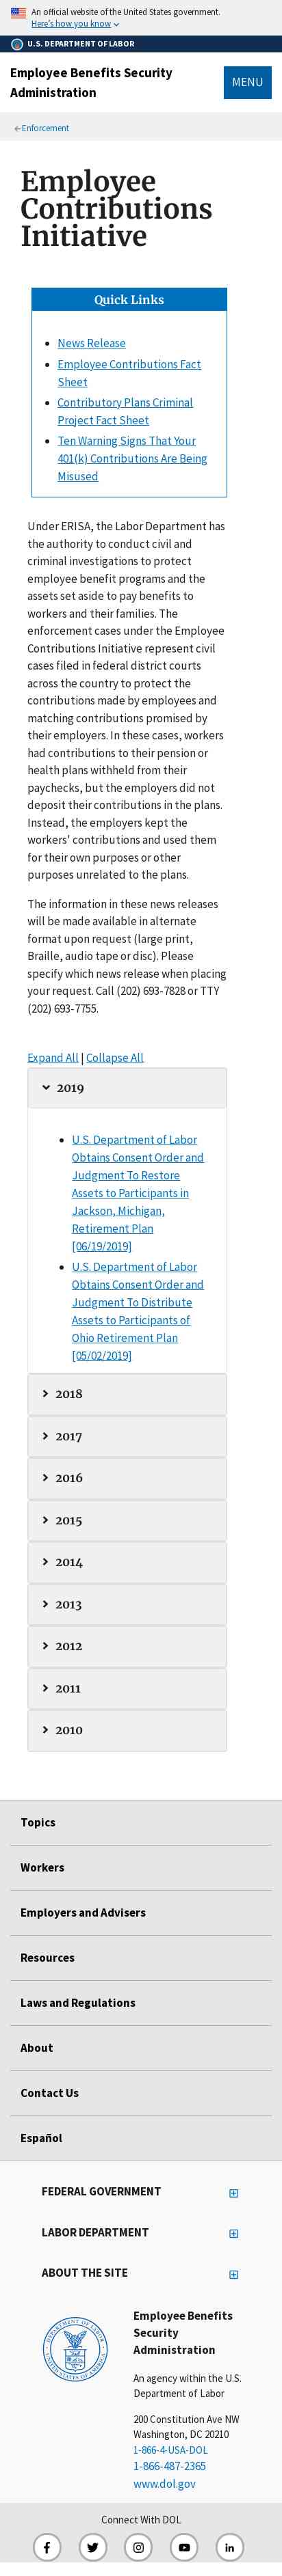 An official website of the United States government.
Here's how you know
U.S. DEPARTMENT OF LABOR
Employee Benefits Security
Administration
MENU
Enforcement
Employee
Contributions
Initiative
Quick Links
News Release
Employee Contributions Fact
Sheet
Contributory Plans Criminal
Project Fact Sheet
Ten Warning Signs That Your
401(k) Contributions Are Being
Misused
Under ERISA, the Labor Department has
the authority to conduct civil and
criminal investigations to protect
employee benefit programs and the
assets set aside to pay benefits to
workers and their families. The
enforcement cases under the Employee
Contributions Initiative represent civil
cases filed in federal district courts
across the country to protect the
contributions made by employees and
matching contributions promised by
their employers. In these cases, workers
had contributions to their pension or
health plans withheld from their
paychecks, but the employers did not
deposit their contributions in the plans.
Instead, the employers kept the
workers' contributions and used them
for their own purposes or other
purposes unrelated to the plans.
The information in these news releases
will be made available in alternate
format upon request (large print,
Braille, audio tape or disc). Please
specify which news release when placing
your request. Call (202) 693-7828 or TTY
(202) 693-7755.
Expand All | Collapse All
2019
U.S. Department of Labor
Obtains Consent Order and
Judgment To Restore
Assets to Participants in
Jackson, Michigan,
Retirement Plan
[06/19/2019]
U.S. Department of Labor
Obtains Consent Order and
Judgment To Distribute
Assets to Participants of
Ohio Retirement Plan
[05/02/2019]
2018
2017
2016
2015
2014
2013
2012
2011
2010
Topics
Workers
Employers and Advisers
Resources
Laws and Regulations
About
Contact Us
Español
FEDERAL GOVERNMENT
LABOR DEPARTMENT
ABOUT THE SITE
Employee Benefits
Security
Administration
An agency within the U.S.
Department of Labor
200 Constitution Ave NW
Washington, DC 20210
1-866-4-USA-DOL
1-866-487-2365
www.dol.gov
Connect With DOL